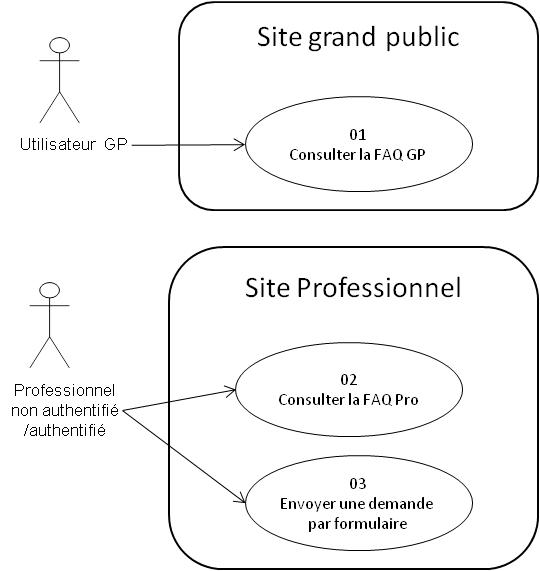 Site grand public
Utilisateur GP
01
Consulter la FAQ GP
Site Professionnel
Professionnel
non authentifié
/authentifié
02
Consulter la FAQ Pro
03
Envoyer une demande
par formulaire